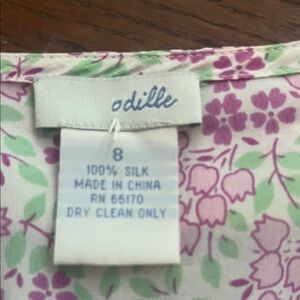 odille
8
100% SILK
MADE IN CHINA
RN 66170
DRY CLEAN ONLY